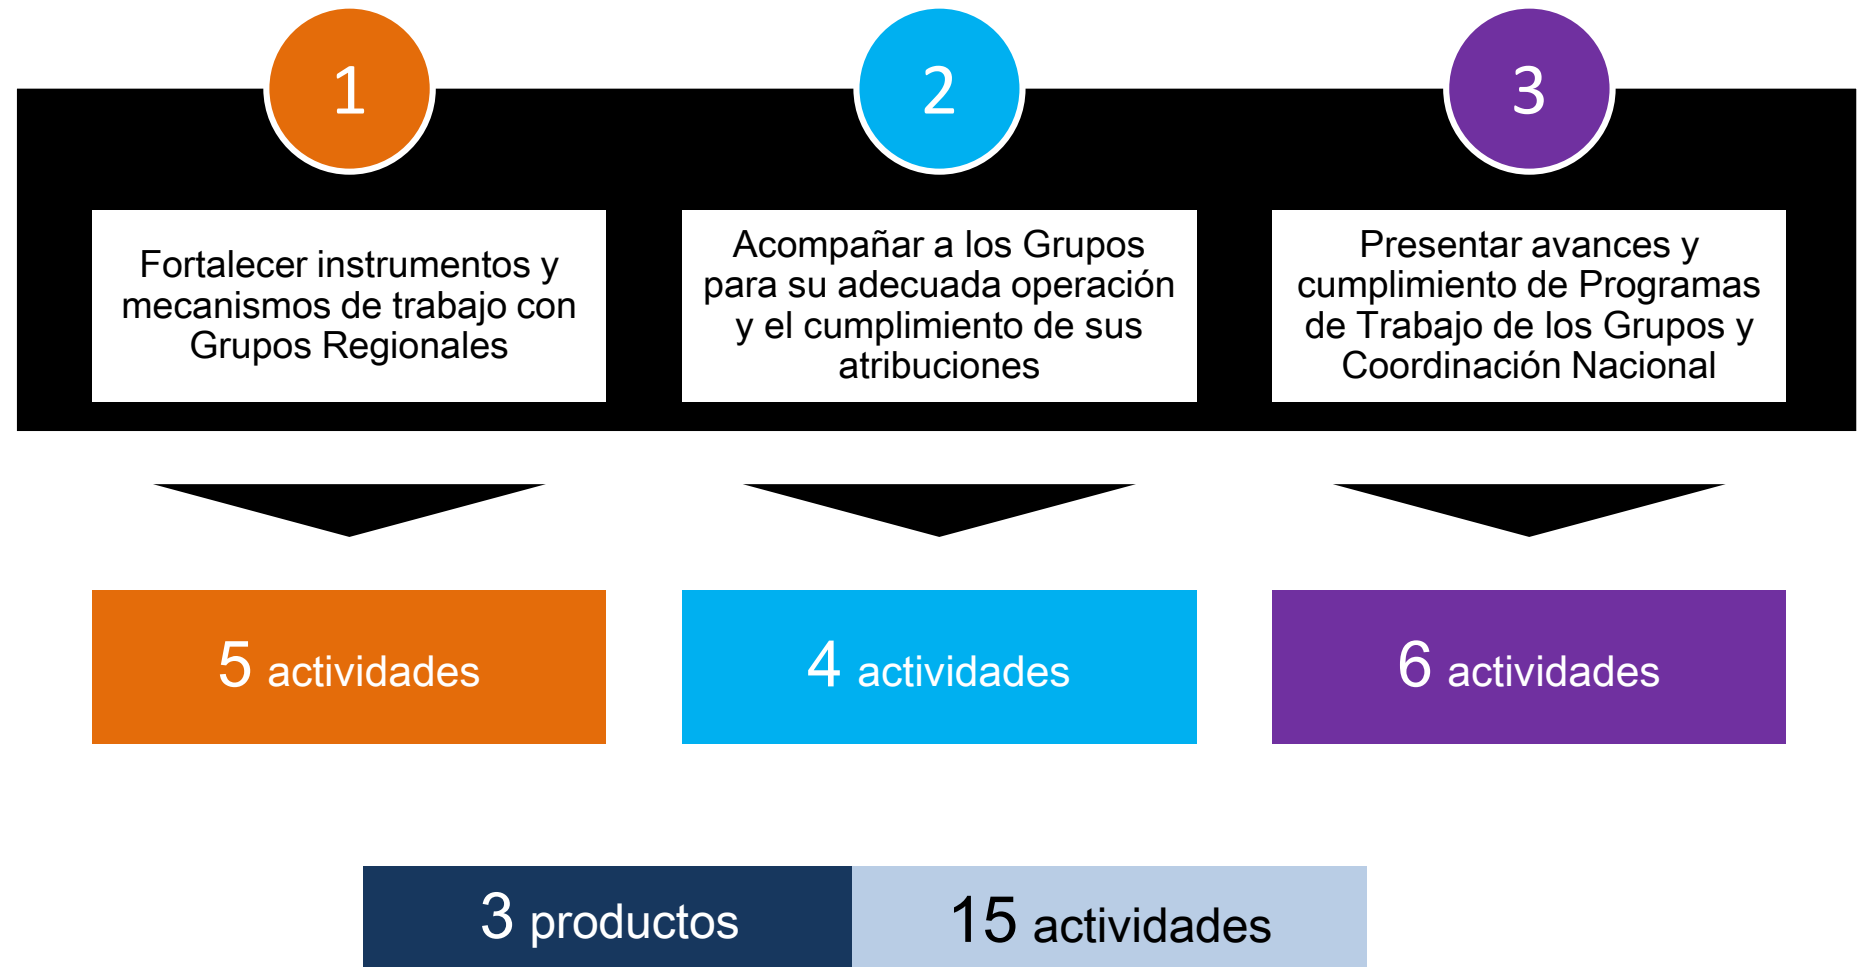 1
Fortalecer instrumentos y
mecanismos de trabajo con
Grupos Regionales
5 actividades
2
Acompañar a los Grupos
para su adecuada operación
y el cumplimiento de sus
atribuciones
4 actividades
3
Presentar avances y
cumplimiento de Programas
de Trabajo de los Grupos y
Coordinación Nacional
6 actividades
3 productos
15 actividades